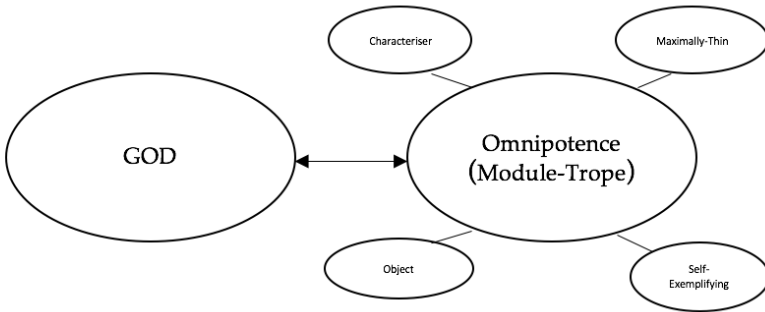 Characteriser
Maximally-Thin
GOD
Omnipotence
(Module-Trope)
Object
Self-
Exemplifying